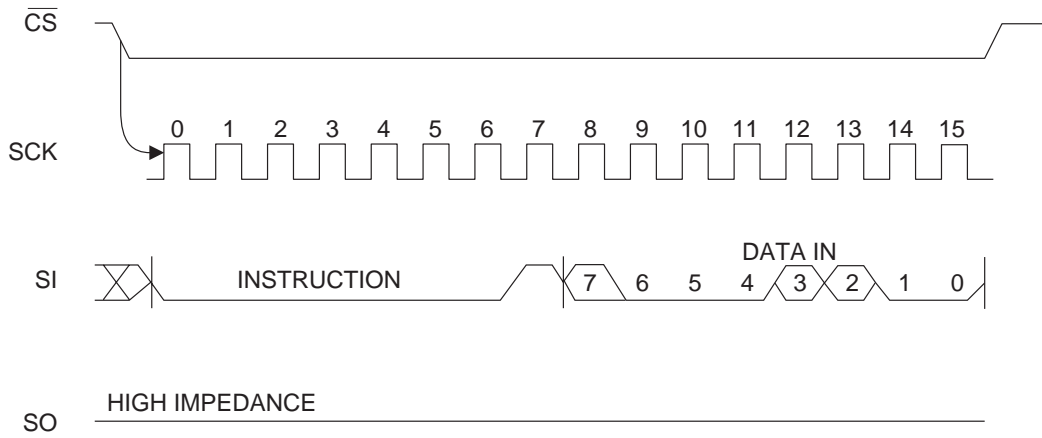 CS
0 1 2 3 4 5 6 7 8 9 10 11 12 13 14 15
SCK
DATA IN
SI INSTRUCTION 7 6 5 4 3 2 1 0
HIGH IMPEDANCE
SO